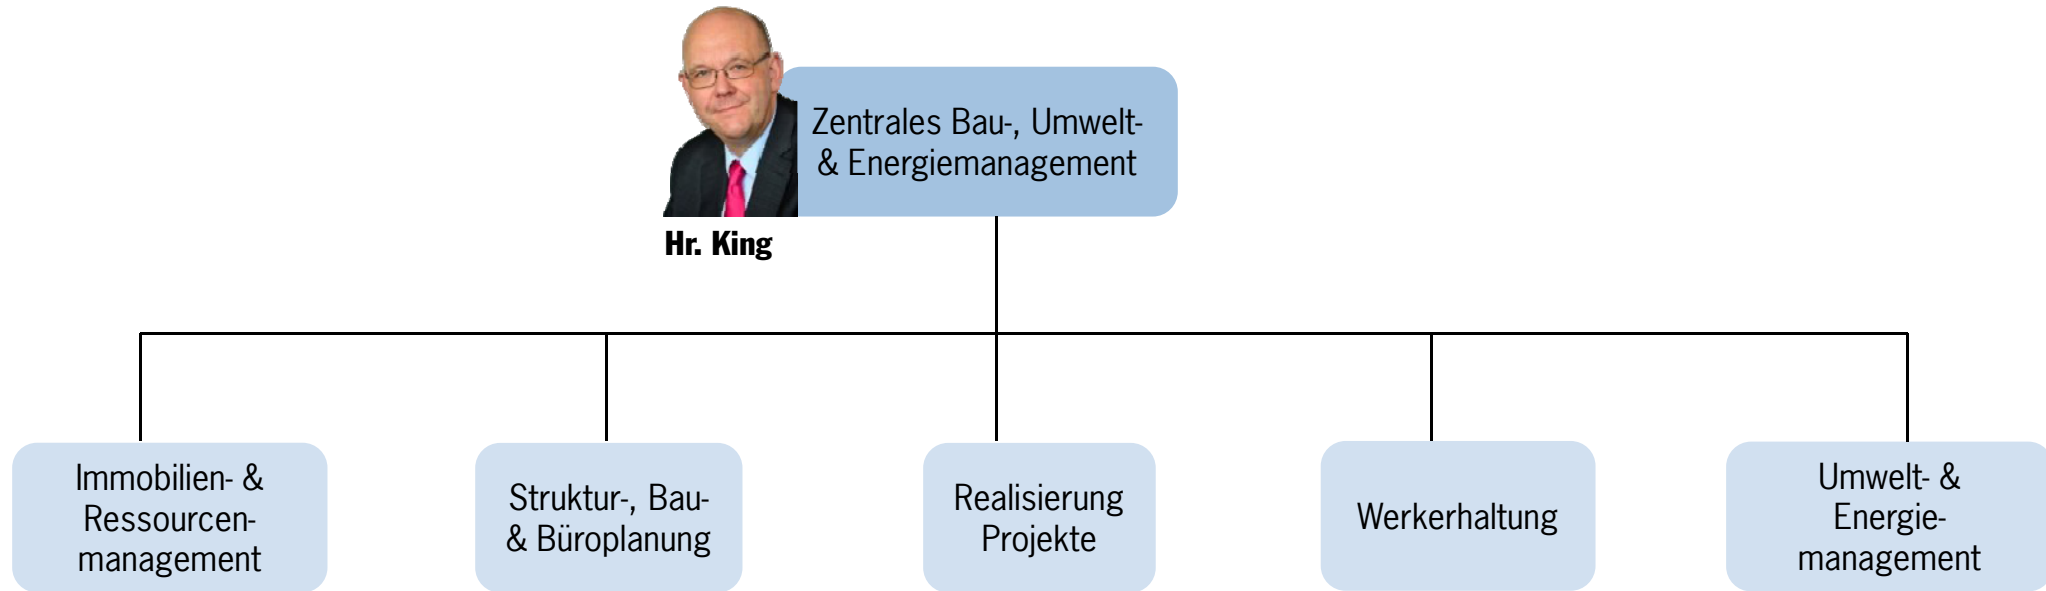 Zentrales Bau-, Umwelt-
& Energiemanagement
Hr. King
Immobilien- &
Ressourcen-
management
Struktur-, Bau-
& Büroplanung
Realisierung
Projekte
Werkerhaltung
Umwelt- &
Energie-
management